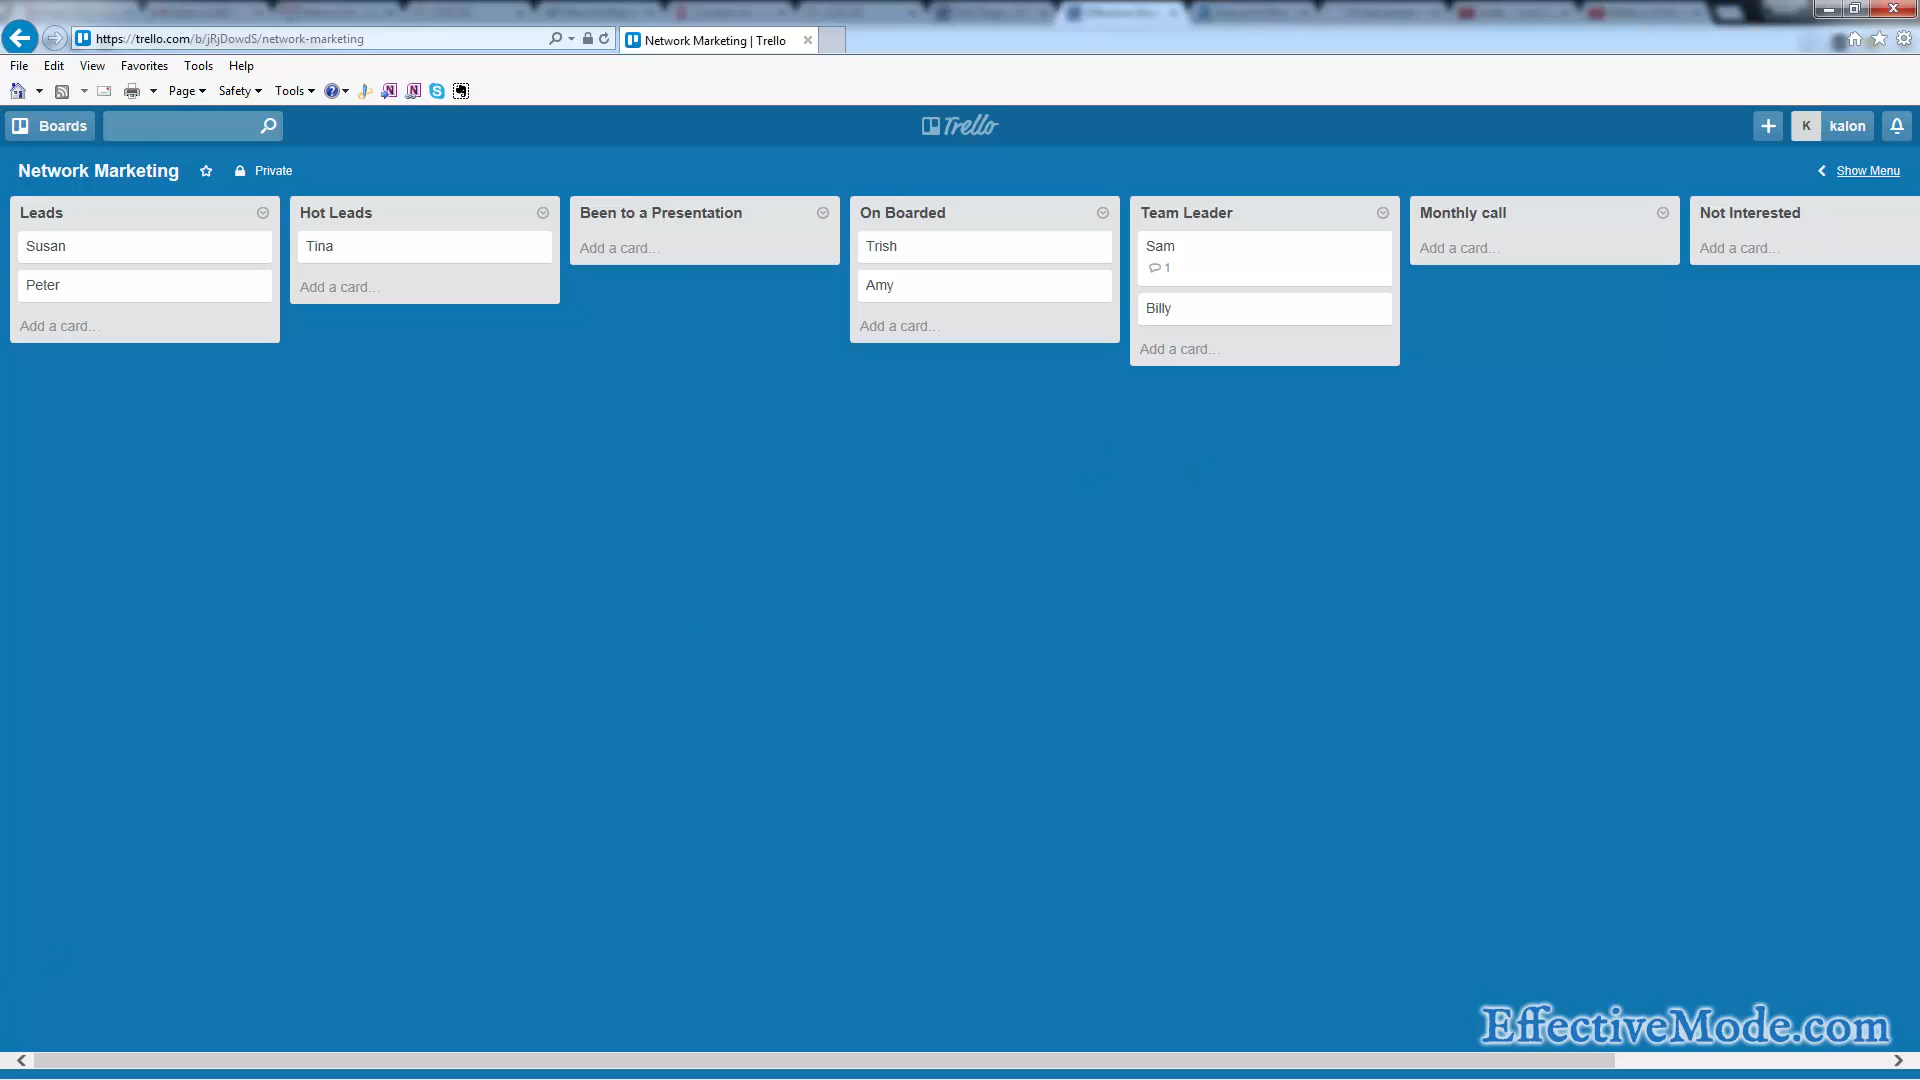 https://trello.com/b/jRjDowdS/network-marketing
Network Marketing | Trello
File Edit View Favorites Tools Help
Page Safety Tools
Boards
Trello
K kalon
Network Marketing Private
Show Menu
Leads
Susan
Peter
Add a card…
Hot Leads
Tina
Add a card…
Been to a Presentation
Add a card…
On Boarded
Trish
Amy
Add a card…
Team Leader
Sam
1
Billy
Add a card…
Monthly call
Add a card…
Not Interested
Add a card…
EffectiveMode.com